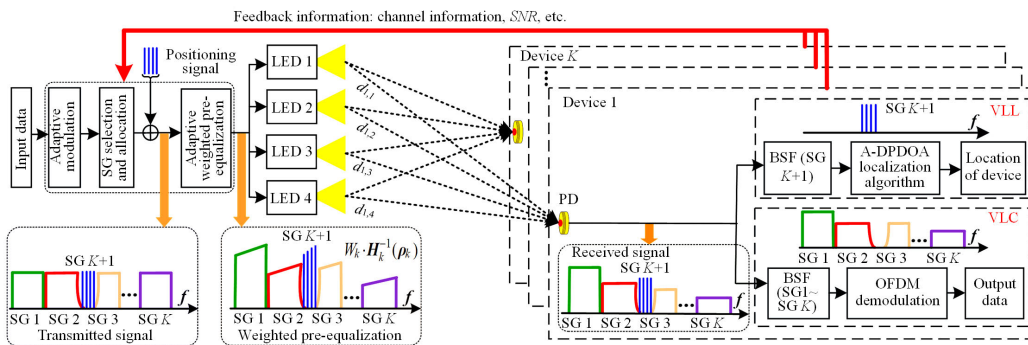 Feedback information: channel information, SNR, etc.
Positioning
signal
Input data
Adaptive
modulation
SG selection
and allocation
Adaptive
weighted pre-
equalization
LED 1
LED 2
LED 3
LED 4
d1,1
d1,2
d1,3
d1,4
Device K
Device 1
PD
SG K+1
f
VLL
BSF (SG
K+1)
A-DPDOA
localization
algorithm
Location
of device
VLC
f
SG 1
SG 2
SG 3
SG K
BSF
(SG1~
SG K)
OFDM
demodulation
Output
data
SG K+1
f
SG 1
SG 2
SG 3
SG K
Transmitted signal
SG K+1
Wk·Hk⁻¹(ρk)
f
SG 1
SG 2
SG 3
SG K
Weighted pre-equalization
Received signal
SG K+1
f
SG 1
SG 2
SG 3
SG K